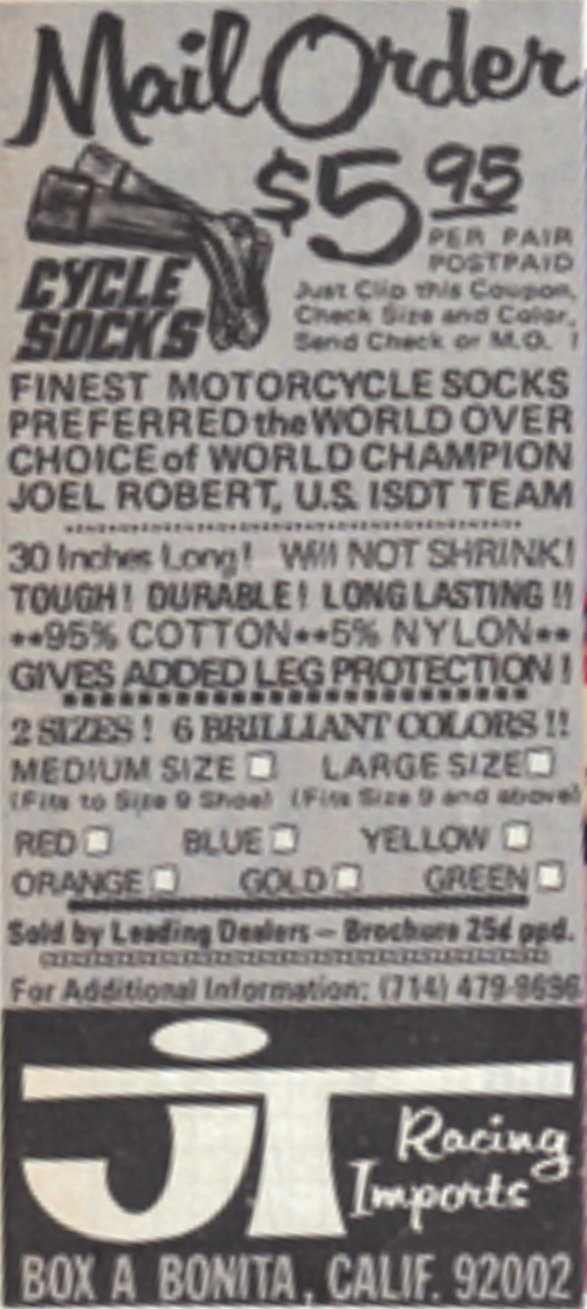 Mail Order
$5.95
PER PAIR
POSTPAID
CYCLE
SOCKS
Just Clip this Coupon,
Check Size and Color,
Send Check or M.O. !
FINEST MOTORCYCLE SOCKS
PREFERRED the WORLD OVER
CHOICE of WORLD CHAMPION
JOEL ROBERT, U.S. ISDT TEAM
30 Inches Long! Will NOT SHRINK!
TOUGH! DURABLE! LONG LASTING !!
**95% COTTON**5% NYLON**
GIVES ADDED LEG PROTECTION !
2 SIZES ! 6 BRILLIANT COLORS !!
MEDIUM SIZE LARGE SIZE
(Fits to Size 9 Shoe) (Fits Size 9 and above)
RED BLUE YELLOW
ORANGE GOLD GREEN
Sold by Leading Dealers — Brochure 25¢ ppd.
For Additional Information: (714) 479-9696
JT
Racing
Imports
BOX A BONITA, CALIF. 92002